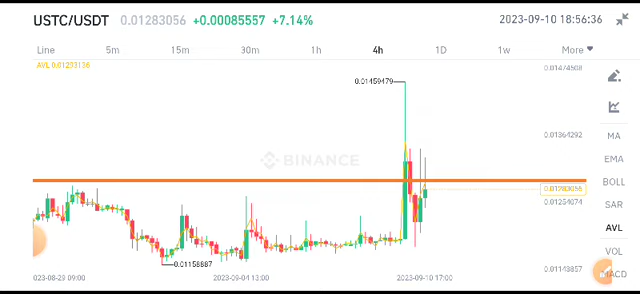 USTC/USDT 0.01283056 +0.00085557 +7.14% 2023-09-10 18:56:36
Line 5m 15m 30m 1h 4h 1D 1w More
AVL 0.01293136
0.01474508
0.01459479
0.01364292
MA
BINANCE
EMA
BOLL
0.01283056
0.01254074
SAR
AVL
VOL
0.01158887
0.01143857
MACD
023-08-29 09:00 2023-09-04 13:00 2023-09-10 17:00